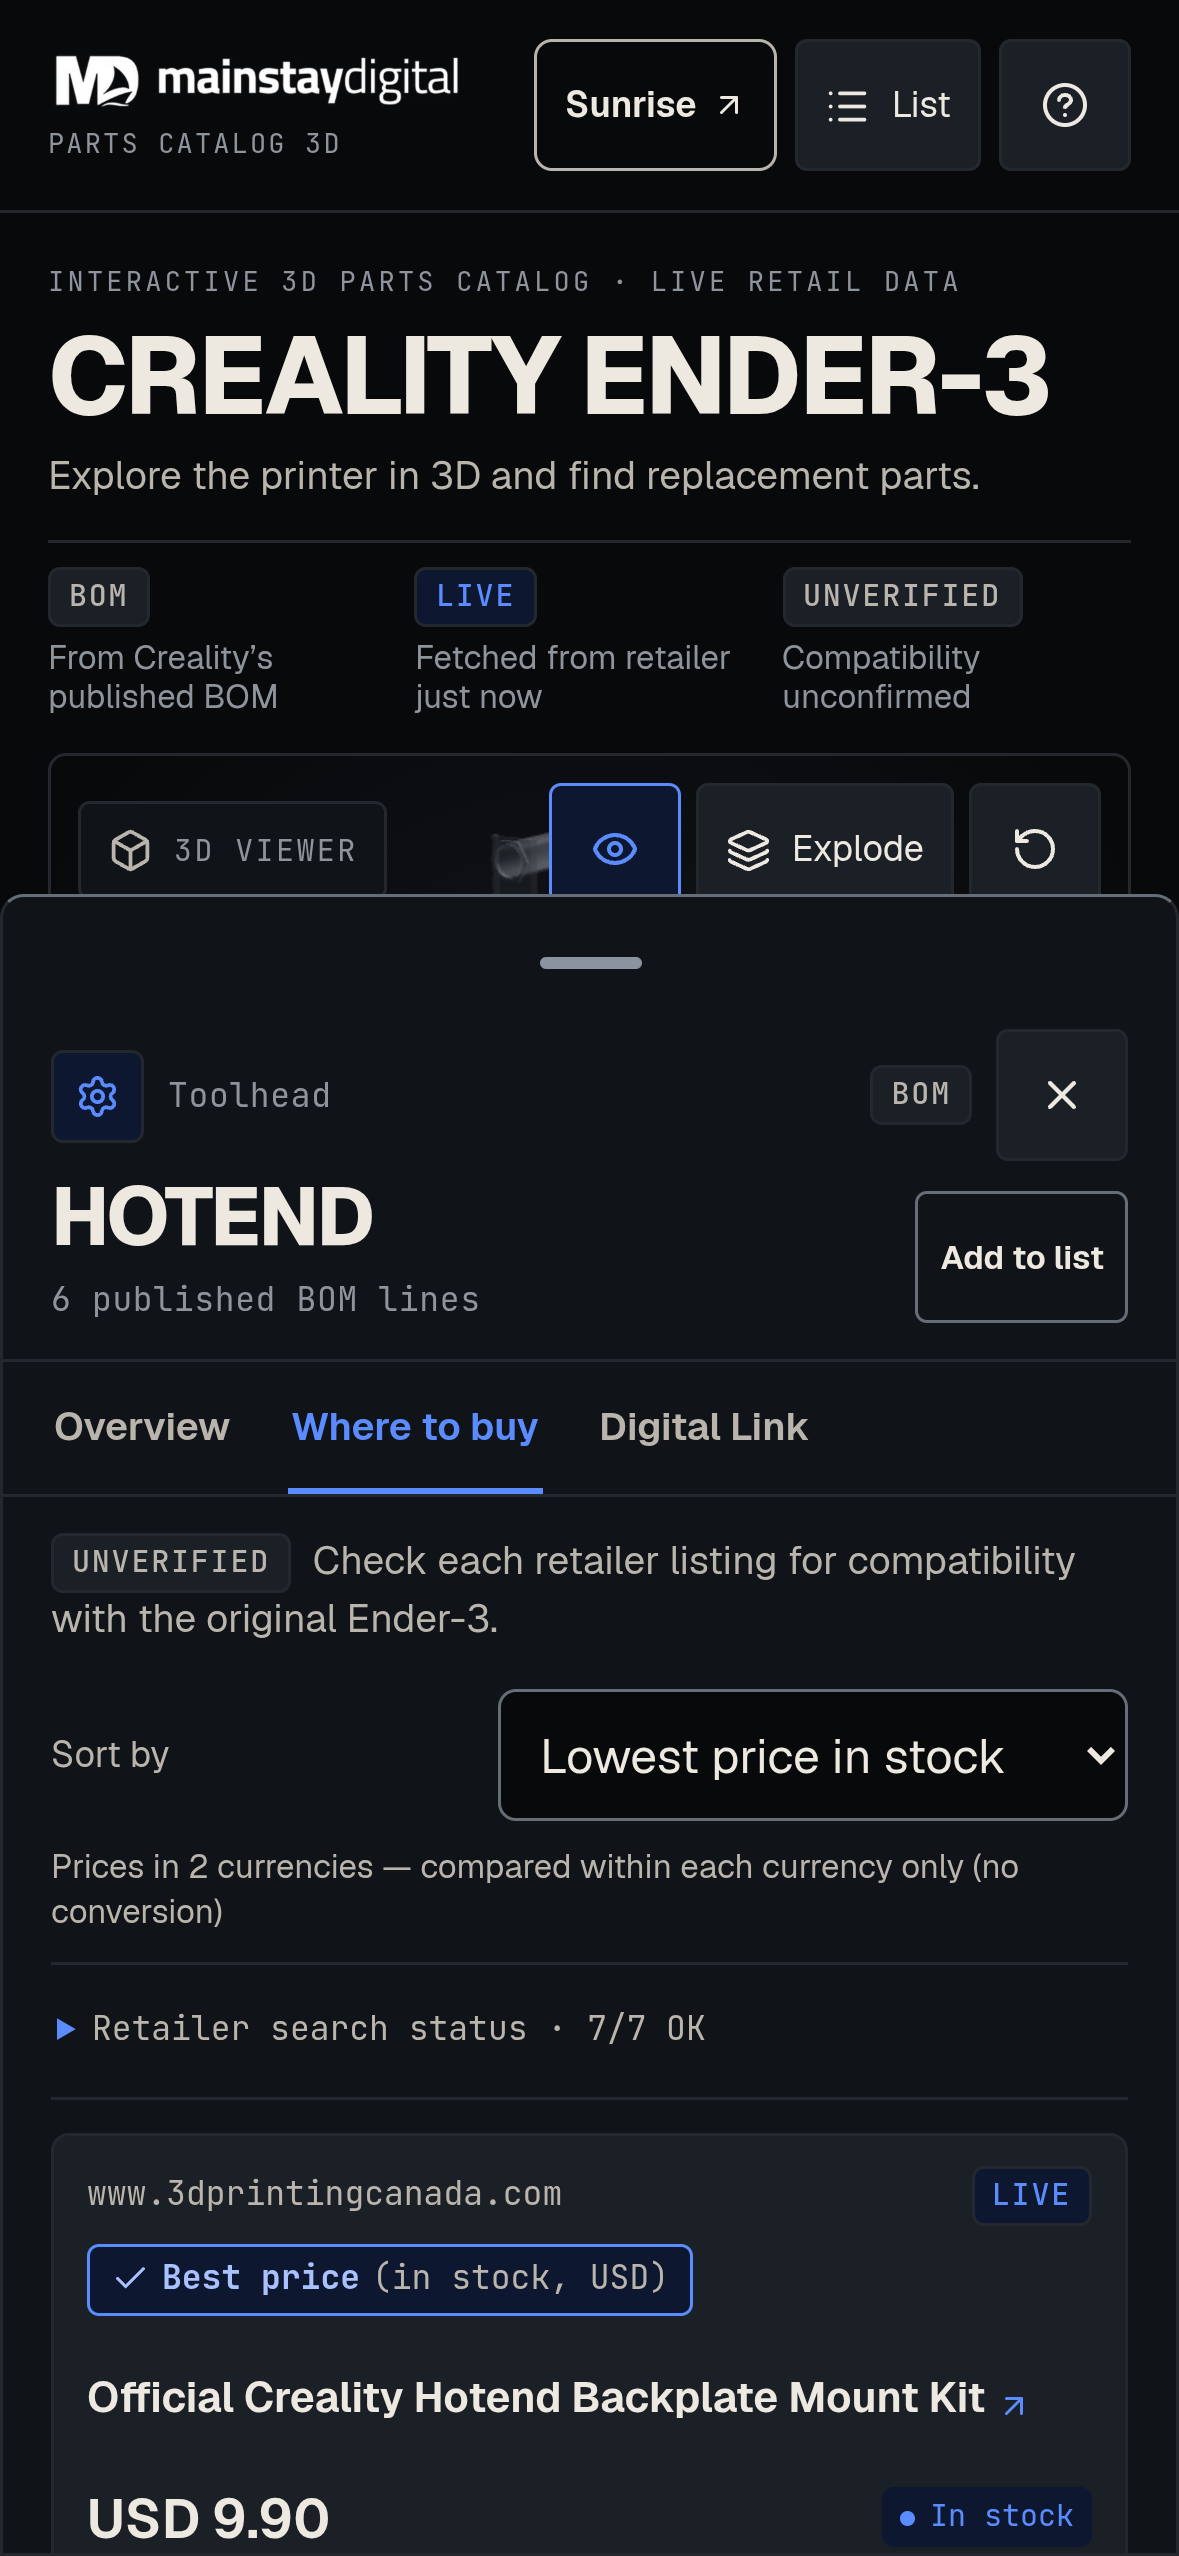 mainstaydigital
PARTS CATALOG 3D
Sunrise
List
INTERACTIVE 3D PARTS CATALOG · LIVE RETAIL DATA
CREALITY ENDER-3
Explore the printer in 3D and find replacement parts.
BOM
From Creality’s
published BOM
LIVE
Fetched from retailer
just now
UNVERIFIED
Compatibility
unconfirmed
3D VIEWER
Explode
Toolhead
BOM
HOTEND
Add to list
6 published BOM lines
Overview
Where to buy
Digital Link
UNVERIFIED Check each retailer listing for compatibility
with the original Ender-3.
Sort by
Lowest price in stock
Prices in 2 currencies — compared within each currency only (no
conversion)
Retailer search status · 7/7 OK
www.3dprintingcanada.com
LIVE
Best price (in stock, USD)
Official Creality Hotend Backplate Mount Kit
USD 9.90
In stock